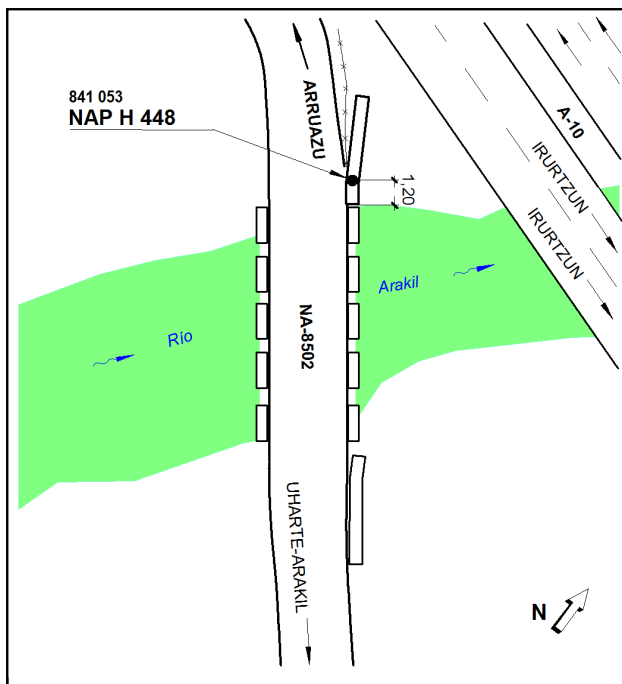 841 053
NAP H 448
ARRUAZU
1,20
A-10
IRURTZUN
IRURTZUN
Río
Arakil
NA-8502
UHARTE-ARAKIL
N